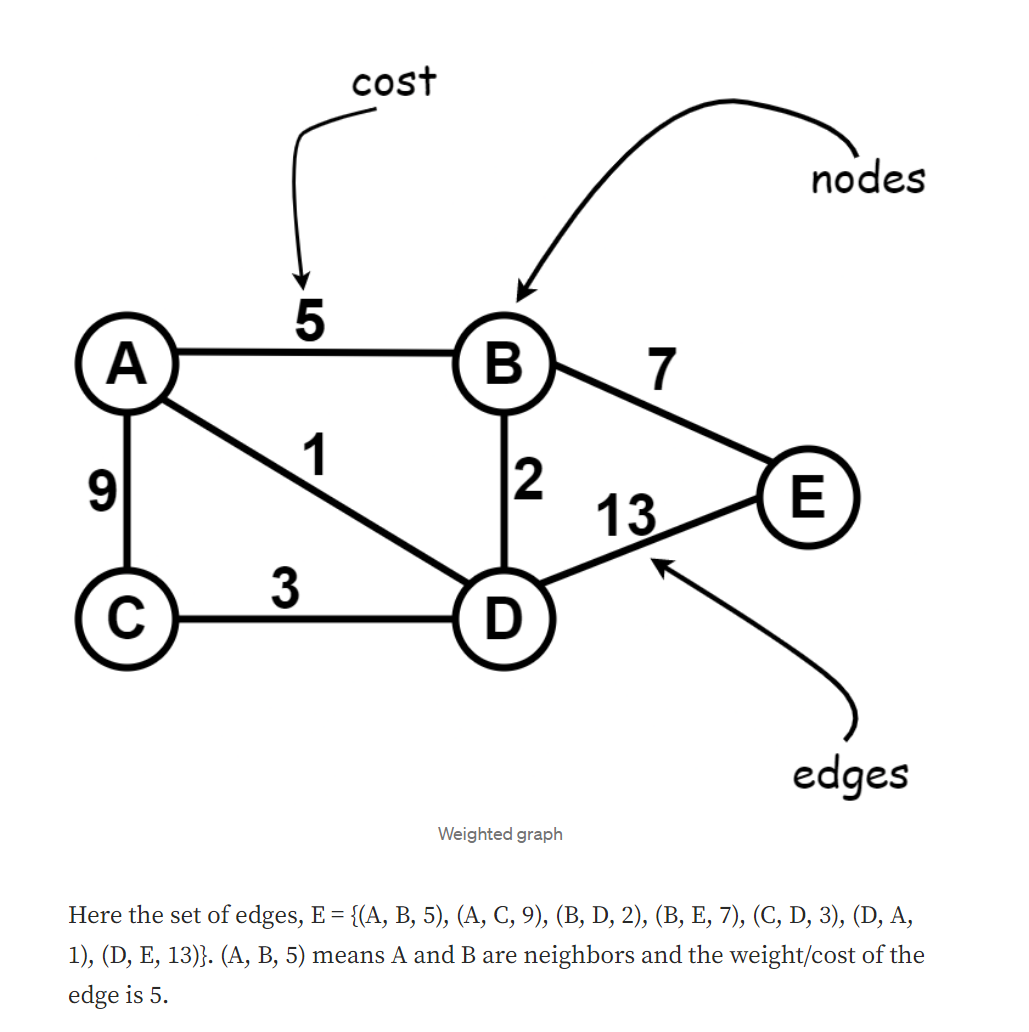 cost
nodes
5
A
B
7
1
9
2
E
13
3
C
D
edges
Weighted graph
Here the set of edges, E = {(A, B, 5), (A, C, 9), (B, D, 2), (B, E, 7), (C, D, 3), (D, A,
1), (D, E, 13)}. (A, B, 5) means A and B are neighbors and the weight/cost of the
edge is 5.